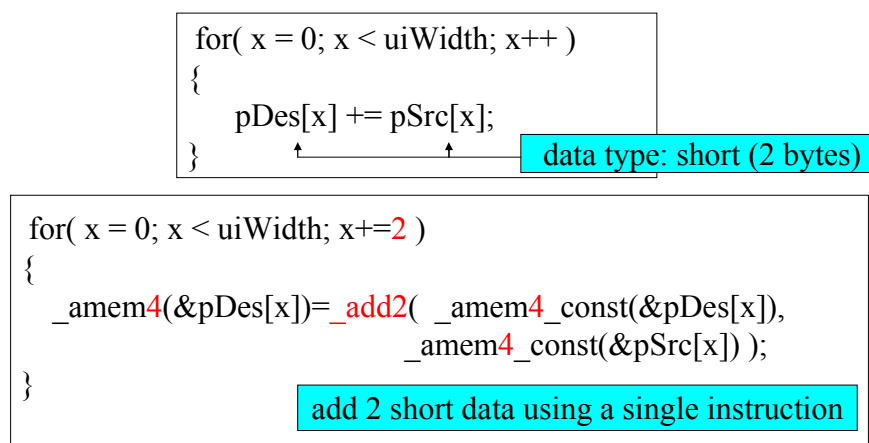 for( x = 0; x < uiWidth; x++ )
{
pDes[x] += pSrc[x];
}
data type: short (2 bytes)
for( x = 0; x < uiWidth; x+=2 )
{
_amem4(&pDes[x])=_add2( _amem4_const(&pDes[x]),
_amem4_const(&pSrc[x]) );
}
add 2 short data using a single instruction